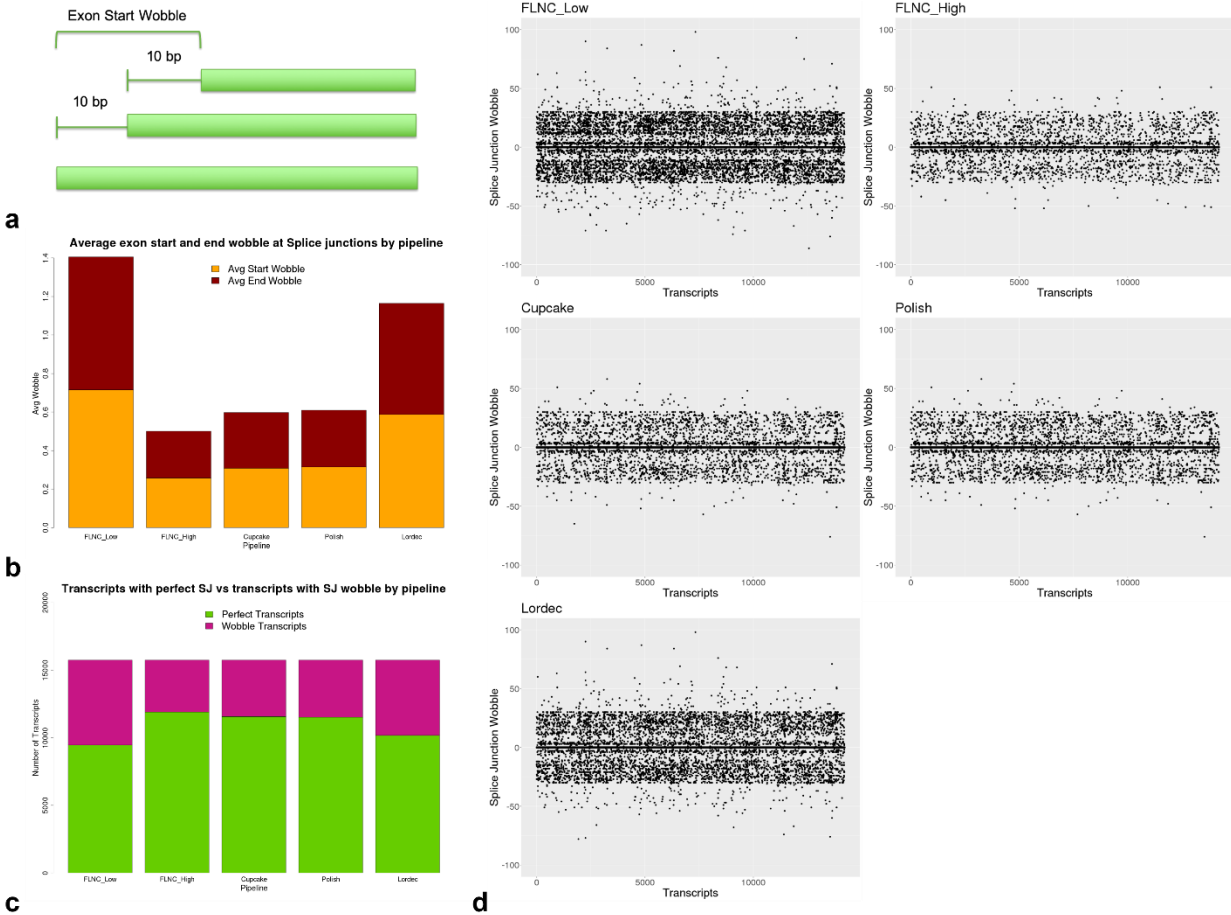 Exon Start Wobble
10 bp
10 bp
a
Average exon start and end wobble at Splice junctions by pipeline
Avg Start Wobble
Avg End Wobble
Avg Wobble
1.4
1.2
1.0
0.8
0.6
0.4
0.2
0.0
FLNC_Low
FLNC_High
Cupcake
Polish
Lordec
Pipeline
b
Transcripts with perfect SJ vs transcripts with SJ wobble by pipeline
Perfect Transcripts
Wobble Transcripts
Number of Transcripts
20000
15000
10000
5000
0
FLNC_Low
FLNC_High
Cupcake
Polish
Lordec
Pipeline
c
FLNC_Low
Splice Junction Wobble
100
50
0
-50
-100
0
5000
10000
Transcripts
FLNC_High
Splice Junction Wobble
100
50
0
-50
-100
0
5000
10000
Transcripts
Cupcake
Splice Junction Wobble
100
50
0
-50
-100
0
5000
10000
Transcripts
Polish
Splice Junction Wobble
100
50
0
-50
-100
0
5000
10000
Transcripts
Lordec
Splice Junction Wobble
100
50
0
-50
-100
0
5000
10000
Transcripts
d